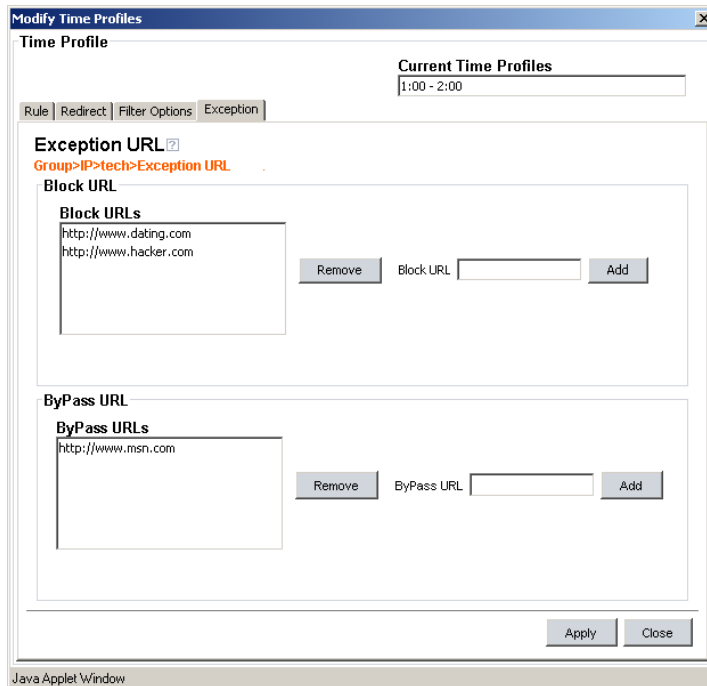 Modify Time Profiles
Time Profile
Current Time Profiles
1:00 - 2:00
Rule Redirect Filter Options Exception
Exception URL ?
Group>IP>tech>Exception URL
Block URL
Block URLs
http://www.dating.com
http://www.hacker.com
Remove Block URL Add
ByPass URL
ByPass URLs
http://www.msn.com
Remove ByPass URL Add
Apply Close
Java Applet Window